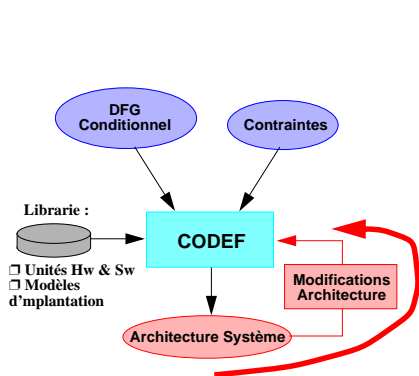 DFG
Conditionnel
Contraintes
Librarie :
CODEF
❒ Unités Hw & Sw
❒ Modèles
d'mplantation
Modifications
Architecture
Architecture Système